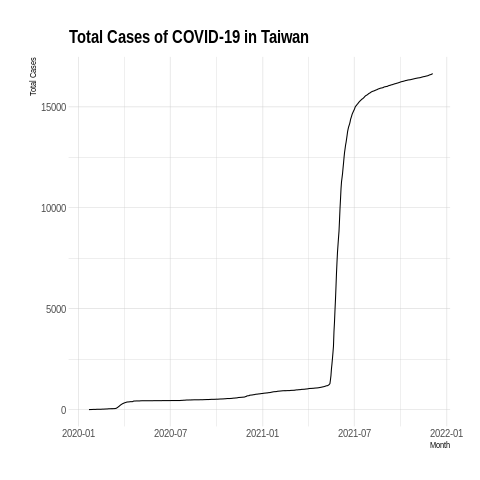 Total Cases of COVID-19 in Taiwan
Total Cases
15000
10000
5000
0
2020-01 2020-07 2021-01 2021-07 2022-01
Month